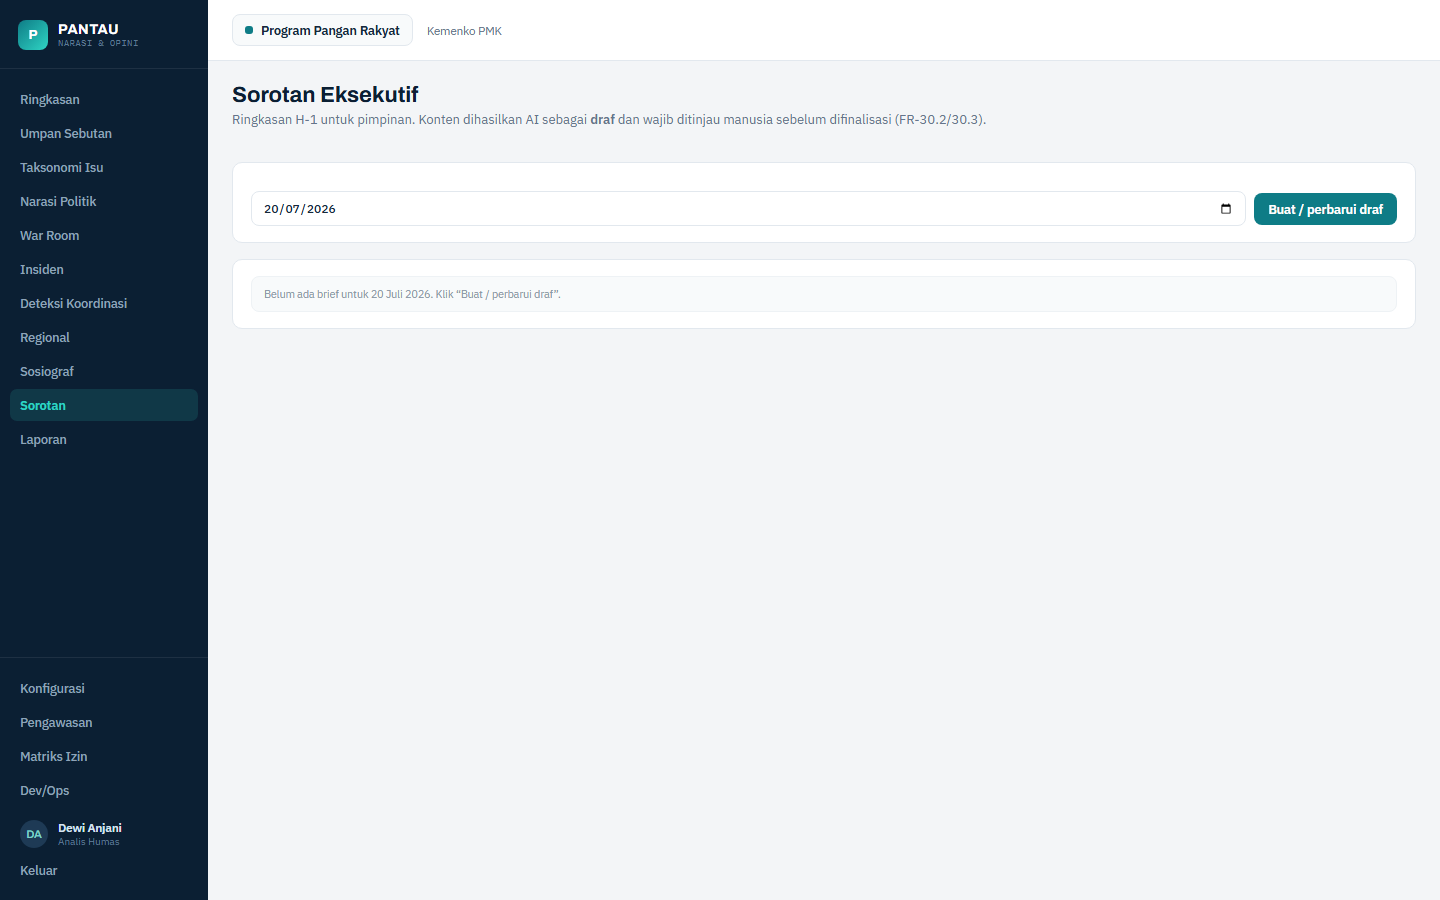 P
PANTAU
NARASI & OPINI
Ringkasan
Umpan Sebutan
Taksonomi Isu
Narasi Politik
War Room
Insiden
Deteksi Koordinasi
Regional
Sosiograf
Sorotan
Laporan
Konfigurasi
Pengawasan
Matriks Izin
Dev/Ops
DA
Dewi Anjani
Analis Humas
Keluar
Program Pangan Rakyat
Kemenko PMK
Sorotan Eksekutif
Ringkasan H-1 untuk pimpinan. Konten dihasilkan AI sebagai draf dan wajib ditinjau manusia sebelum difinalisasi (FR-30.2/30.3).
20/07/2026
Buat / perbarui draf
Belum ada brief untuk 20 Juli 2026. Klik “Buat / perbarui draf”.